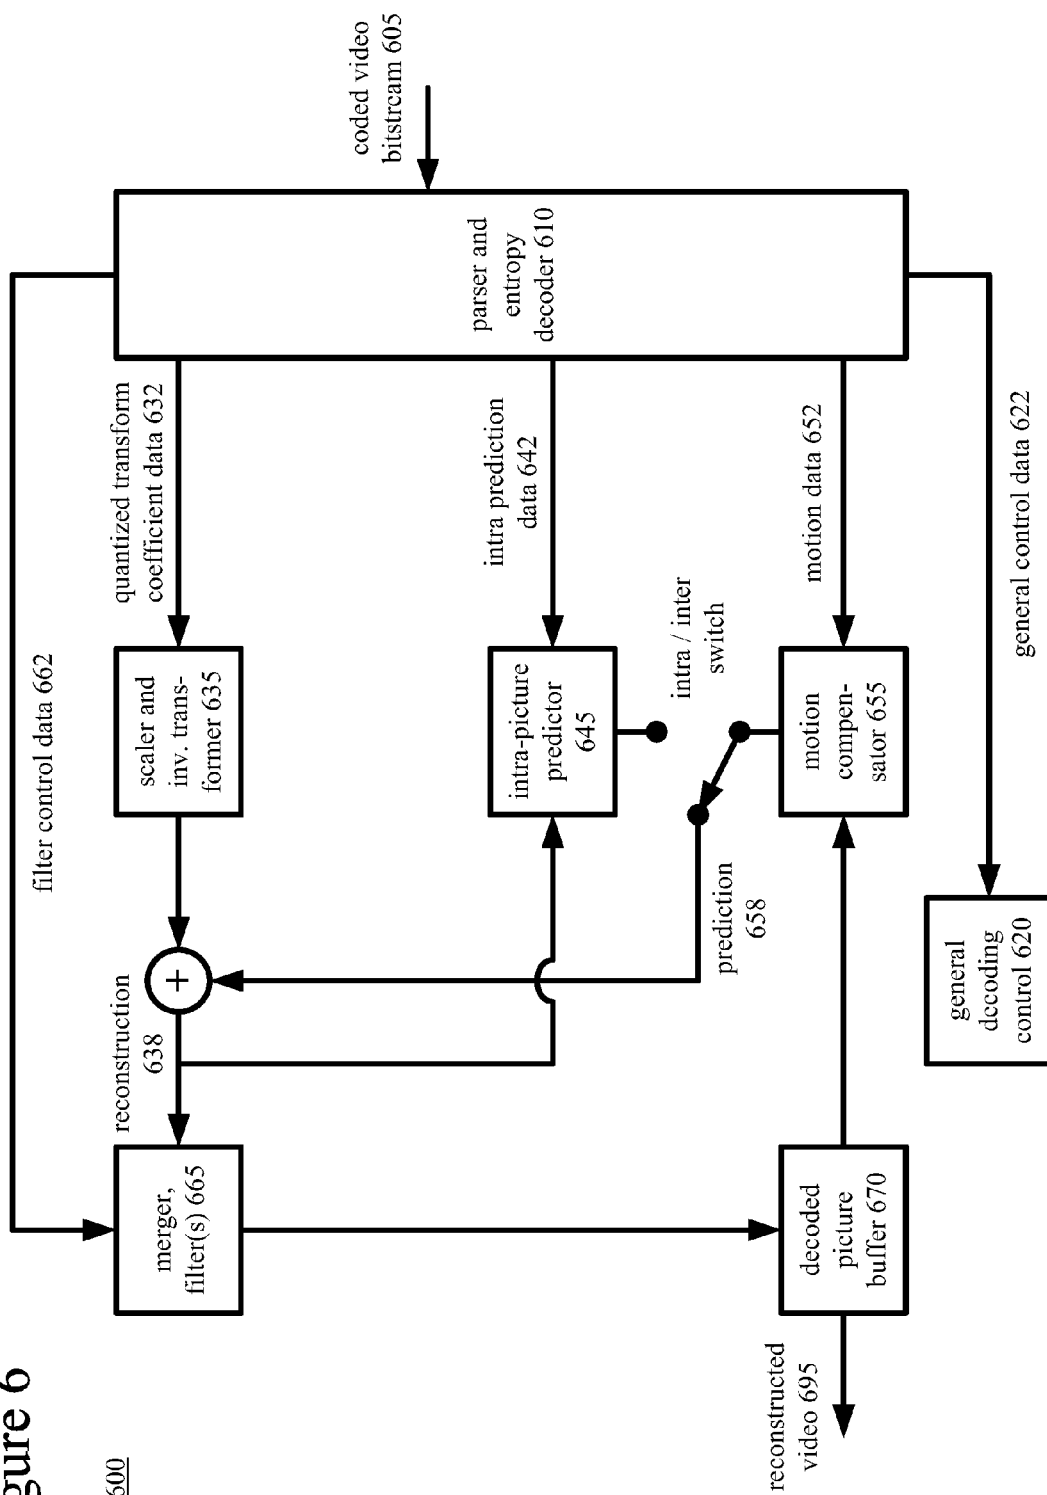 gure 6
600
filter control data 662
merger,
filter(s) 665
reconstruction
638
+
scaler and
inv. trans-
former 635
quantized transform
coefficient data 632
coded video
bitstream 605
parser and
entropy
decoder 610
intra-picture
predictor
645
intra prediction
data 642
intra / inter
switch
prediction
658
reconstructed
video 695
decoded
picture
buffer 670
motion
compen-
sator 655
motion data 652
general
decoding
control 620
general control data 622